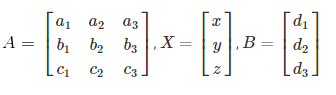 A = [a₁ a₂ a₃; b₁ b₂ b₃; c₁ c₂ c₃], X = [x; y; z], B = [d₁; d₂; d₃]